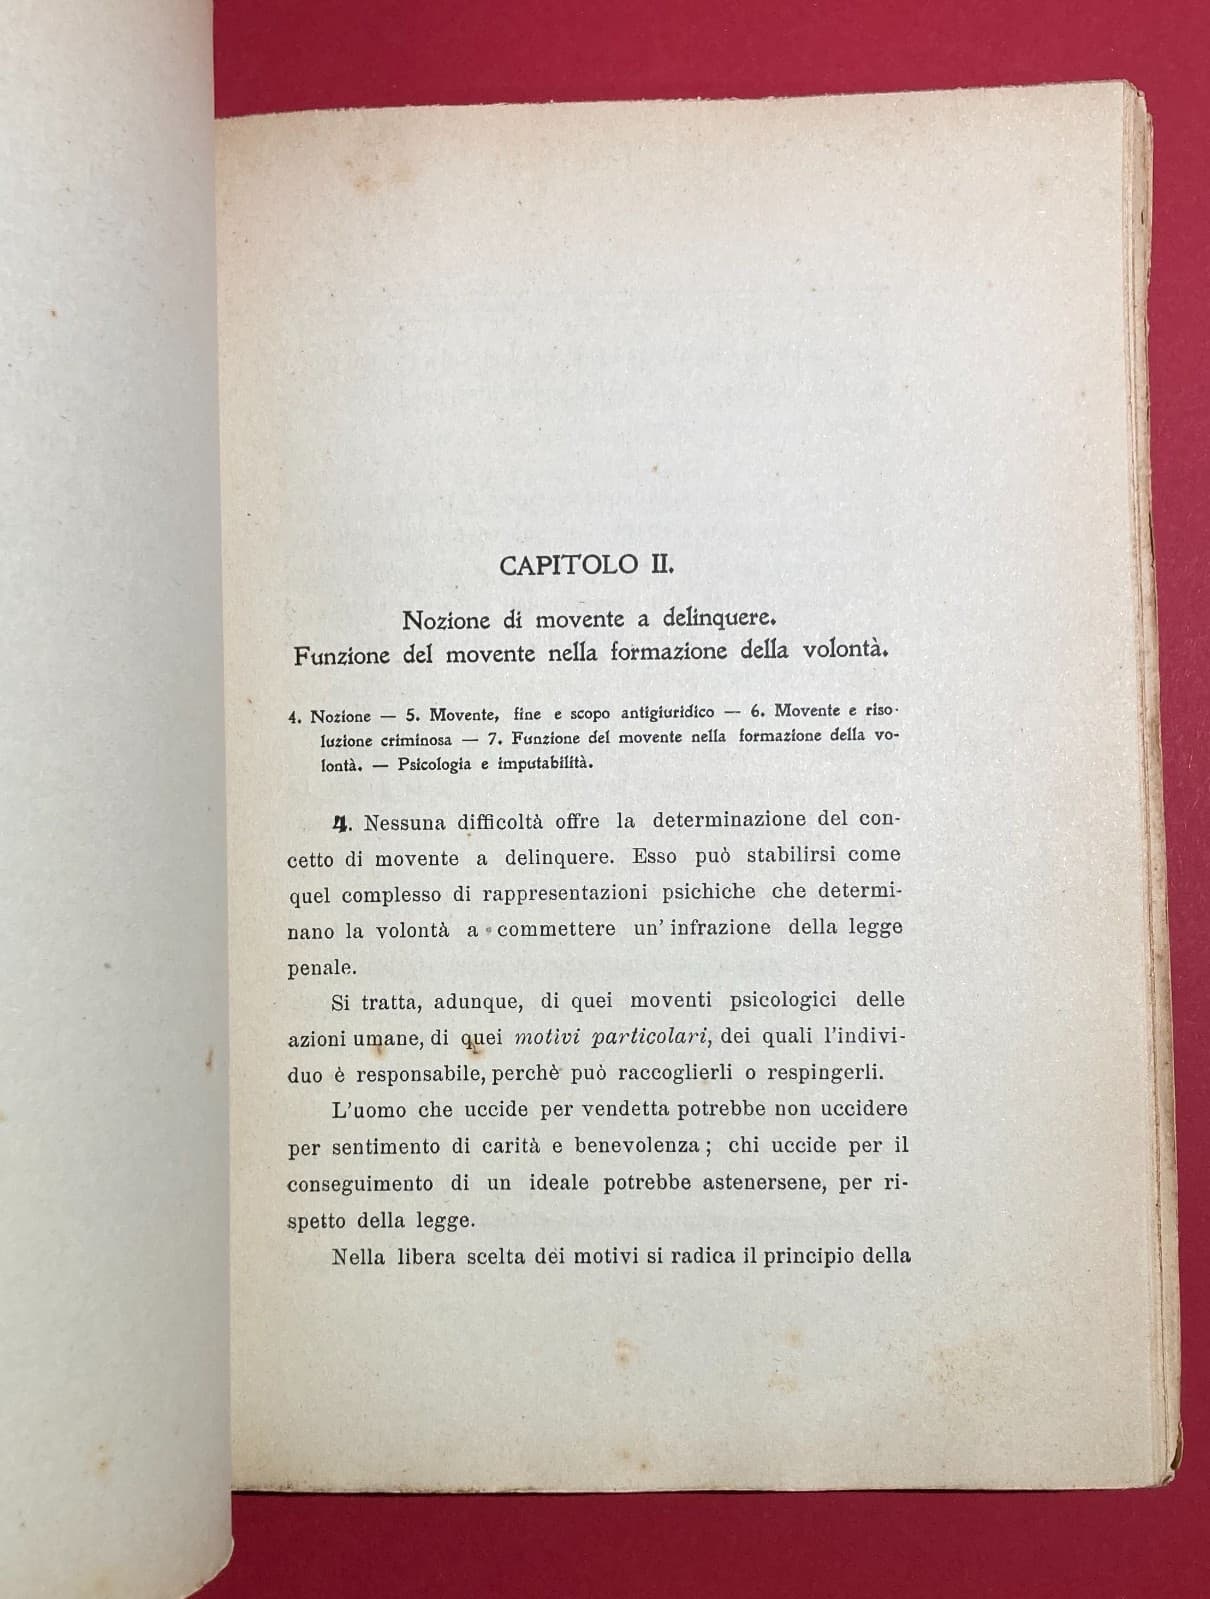 CAPITOLO II.
Nozione di movente a delinquere.
Funzione del movente nella formazione della volontà.
4. Nozione — 5. Movente, fine e scopo antigiuridico — 6. Movente e riso-
luzione criminosa — 7. Funzione del movente nella formazione della vo-
lontà. — Psicologia e imputabilità.
4. Nessuna difficoltà offre la determinazione del con-
cetto di movente a delinquere. Esso può stabilirsi come
quel complesso di rappresentazioni psichiche che determi-
nano la volontà a commettere un' infrazione della legge
penale.
Si tratta, adunque, di quei moventi psicologici delle
azioni umane, di quei motivi particolari, dei quali l'indivi-
duo è responsabile, perchè può raccoglierli o respingerli.
L'uomo che uccide per vendetta potrebbe non uccidere
per sentimento di carità e benevolenza ; chi uccide per il
conseguimento di un ideale potrebbe astenersene, per ri-
spetto della legge.
Nella libera scelta dei motivi si radica il principio della